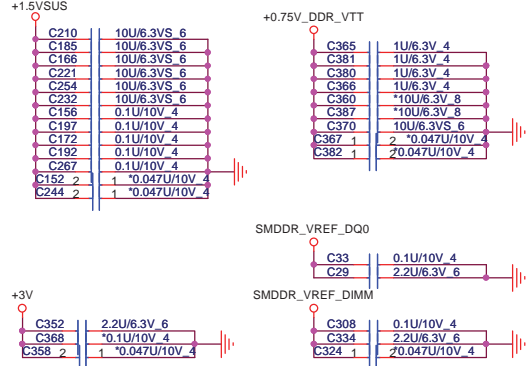 +1.5VSUS
C210 10U/6.3VS_6
C185 10U/6.3VS_6
C166 10U/6.3VS_6
C221 10U/6.3VS_6
C254 10U/6.3VS_6
C232 10U/6.3VS_6
C156 0.1U/10V_4
C197 0.1U/10V_4
C172 0.1U/10V_4
C192 0.1U/10V_4
C267 0.1U/10V_4
C152 2 1 *0.047U/10V_4
C244 2 1 *0.047U/10V_4
+0.75V_DDR_VTT
C365 1U/6.3V_4
C381 1U/6.3V_4
C380 1U/6.3V_4
C366 1U/6.3V_4
C360 *10U/6.3V_8
C387 *10U/6.3V_8
C370 10U/6.3VS_6
C367 1 2 *0.047U/10V_4
C382 1 2 *0.047U/10V_4
SMDDR_VREF_DQ0
C33 0.1U/10V_4
C29 2.2U/6.3V_6
+3V
C352 2.2U/6.3V_6
C368 *0.1U/10V_4
C358 2 1 *0.047U/10V_4
SMDDR_VREF_DIMM
C308 0.1U/10V_4
C334 2.2U/6.3V_6
C324 1 2 *0.047U/10V_4